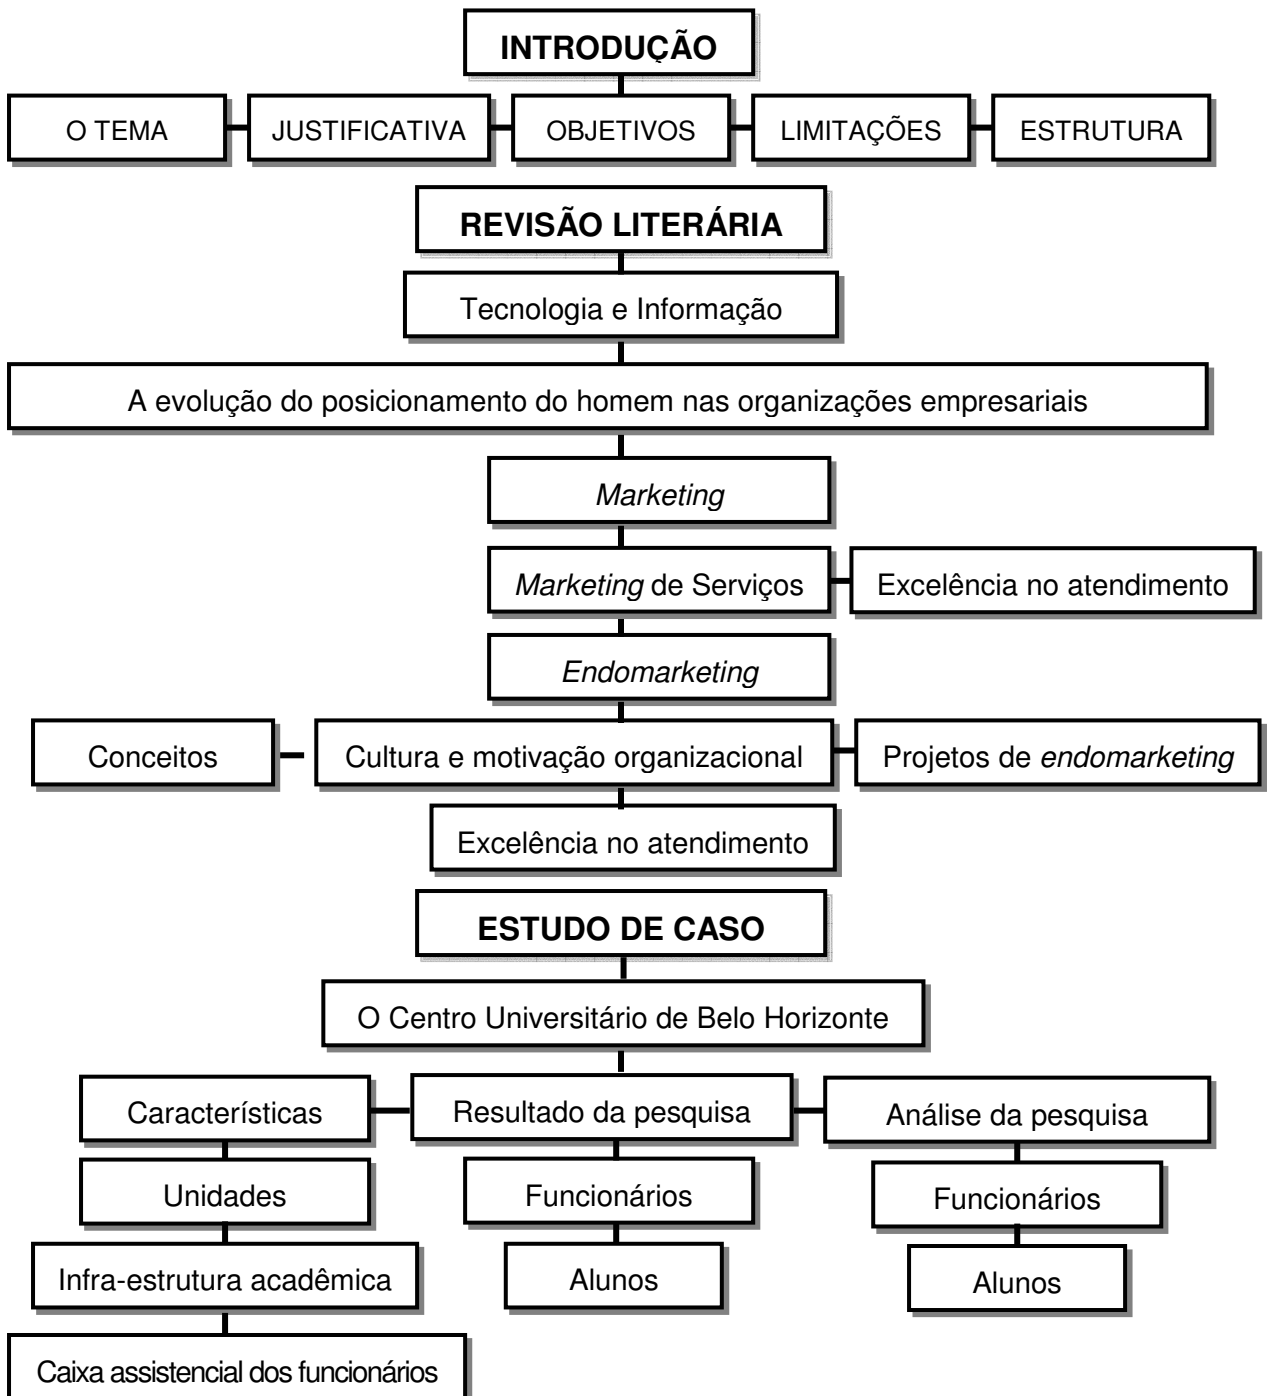 INTRODUÇÃO
O TEMA
JUSTIFICATIVA
OBJETIVOS
LIMITAÇÕES
ESTRUTURA
REVISÃO LITERÁRIA
Tecnologia e Informação
A evolução do posicionamento do homem nas organizações empresariais
Marketing
Marketing de Serviços
Excelência no atendimento
Endomarketing
Conceitos
Cultura e motivação organizacional
Projetos de endomarketing
Excelência no atendimento
ESTUDO DE CASO
O Centro Universitário de Belo Horizonte
Características
Resultado da pesquisa
Análise da pesquisa
Unidades
Funcionários
Funcionários
Infra-estrutura acadêmica
Alunos
Alunos
Caixa assistencial dos funcionários